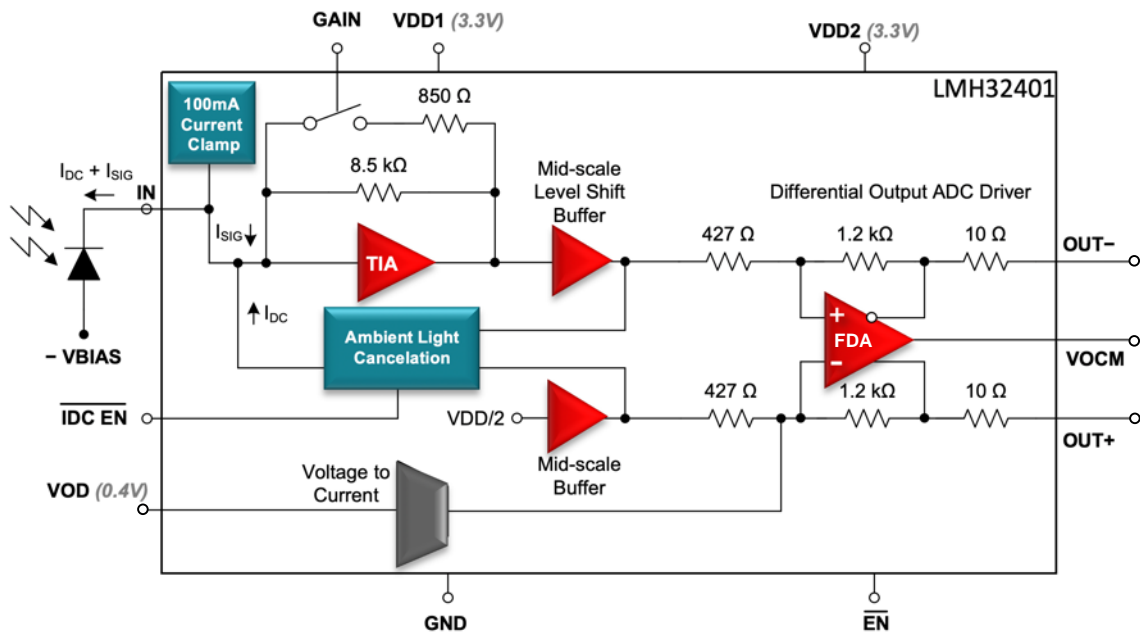 GAIN
VDD1 (3.3V)
VDD2 (3.3V)
LMH32401
100mA
Current
Clamp
850 Ω
8.5 kΩ
IDC + ISIG
IN
Mid-scale
Level Shift
Buffer
Differential Output ADC Driver
ISIG
TIA
427 Ω
1.2 kΩ
10 Ω
OUT−
IDC
+
FDA
−
Ambient Light
Cancelation
− VBIAS
VOCM
IDC EN
VDD/2
427 Ω
1.2 kΩ
10 Ω
OUT+
Mid-scale
Buffer
Voltage to
Current
VOD (0.4V)
GND
EN